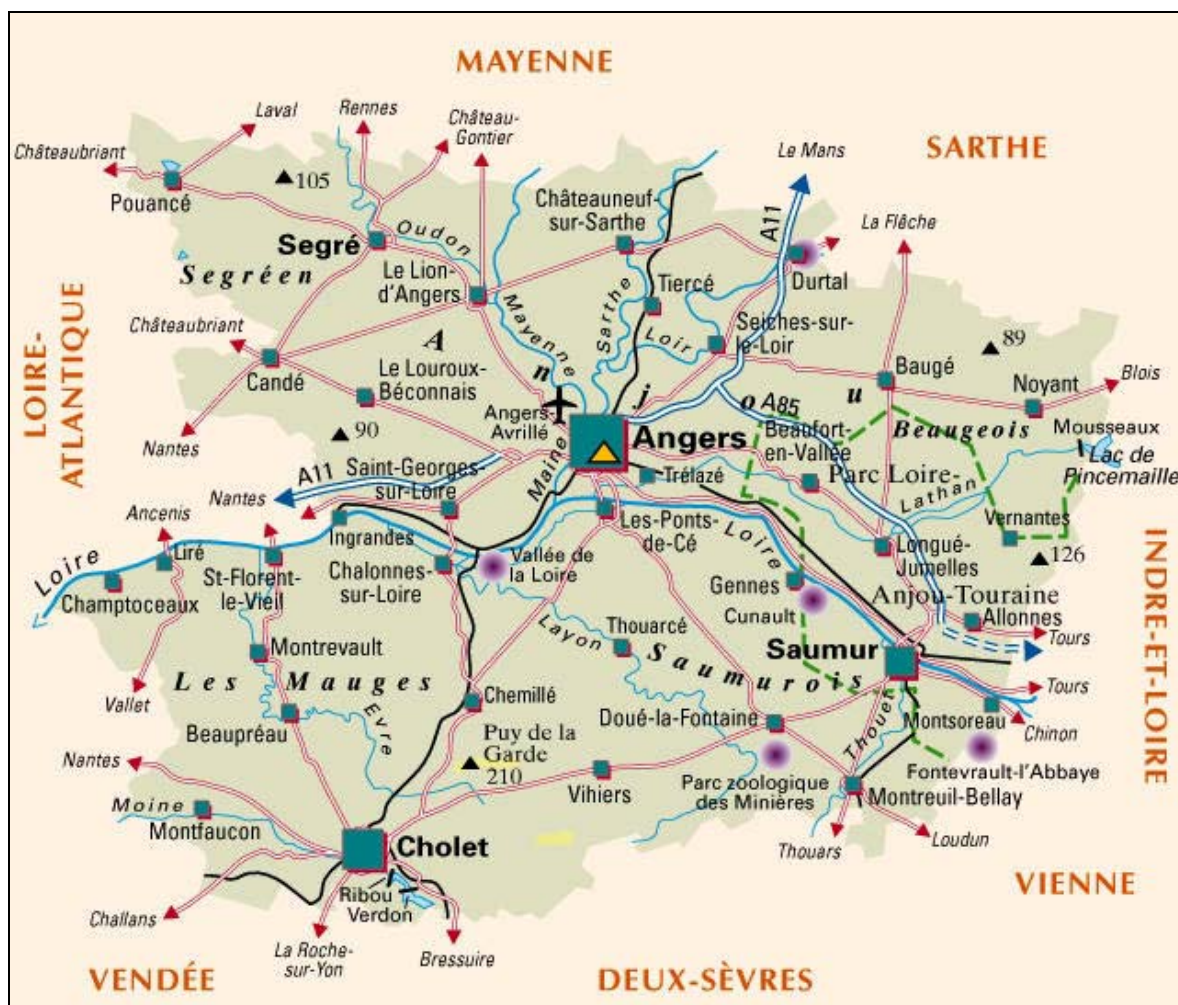 MAYENNE
SARTHE
Laval
Rennes
Château-
Gontier
Châteaubriant
Le Mans
Pouancé
105
Châteauneuf-
sur-Sarthe
A11
La Flêche
Segré
Oudon
Segréen
Le Lion-
d'Angers
Mayenne
Sarthe
Tiercé
Durtal
Loir
Seiches-sur-
le-Loir
LOIRE-
ATLANTIQUE
Châteaubriant
Candé
Anjou
Le Louroux-
Béconnais
89
Baugé
Noyant
Blois
Nantes
90
Angers-
Avrillé
Angers
A85
Beaufort-
en-Vallée
Beaugeois
Mousseaux
Lac de
Pincemaille
A11
Nantes
Saint-Georges-
sur-Loire
Maine
Trélazé
Parc Loire-
Lathan
Ancenis
Ingrandes
Les-Ponts-
de-Cé
Loire
Vernantes
Loire
Liré
St-Florent-
le-Vieil
Vallée de
la Loire
Longué-
Jumelles
126
INDRE-ET-LOIRE
Champtoceaux
Chalonnes-
sur-Loire
Gennes
Cunault
Anjou-Touraine
Allonnes
Tours
Layon
Thouarcé
Montrevault
Saumur
Saumurois
Les Mauges
Vallet
Chemillé
Tours
Beaupréau
Evre
Doué-la-Fontaine
Thouet
Montsoreau
Chinon
Nantes
Puy de la
Garde
210
Parc zoologique
des Minières
Fontevrault-l'Abbaye
Vihiers
Montreuil-Bellay
Moine
Montfaucon
Cholet
Thouars
Loudun
Ribou
Verdon
VIENNE
Challans
La Roche-
sur-Yon
Bressuire
VENDÉE
DEUX-SÈVRES